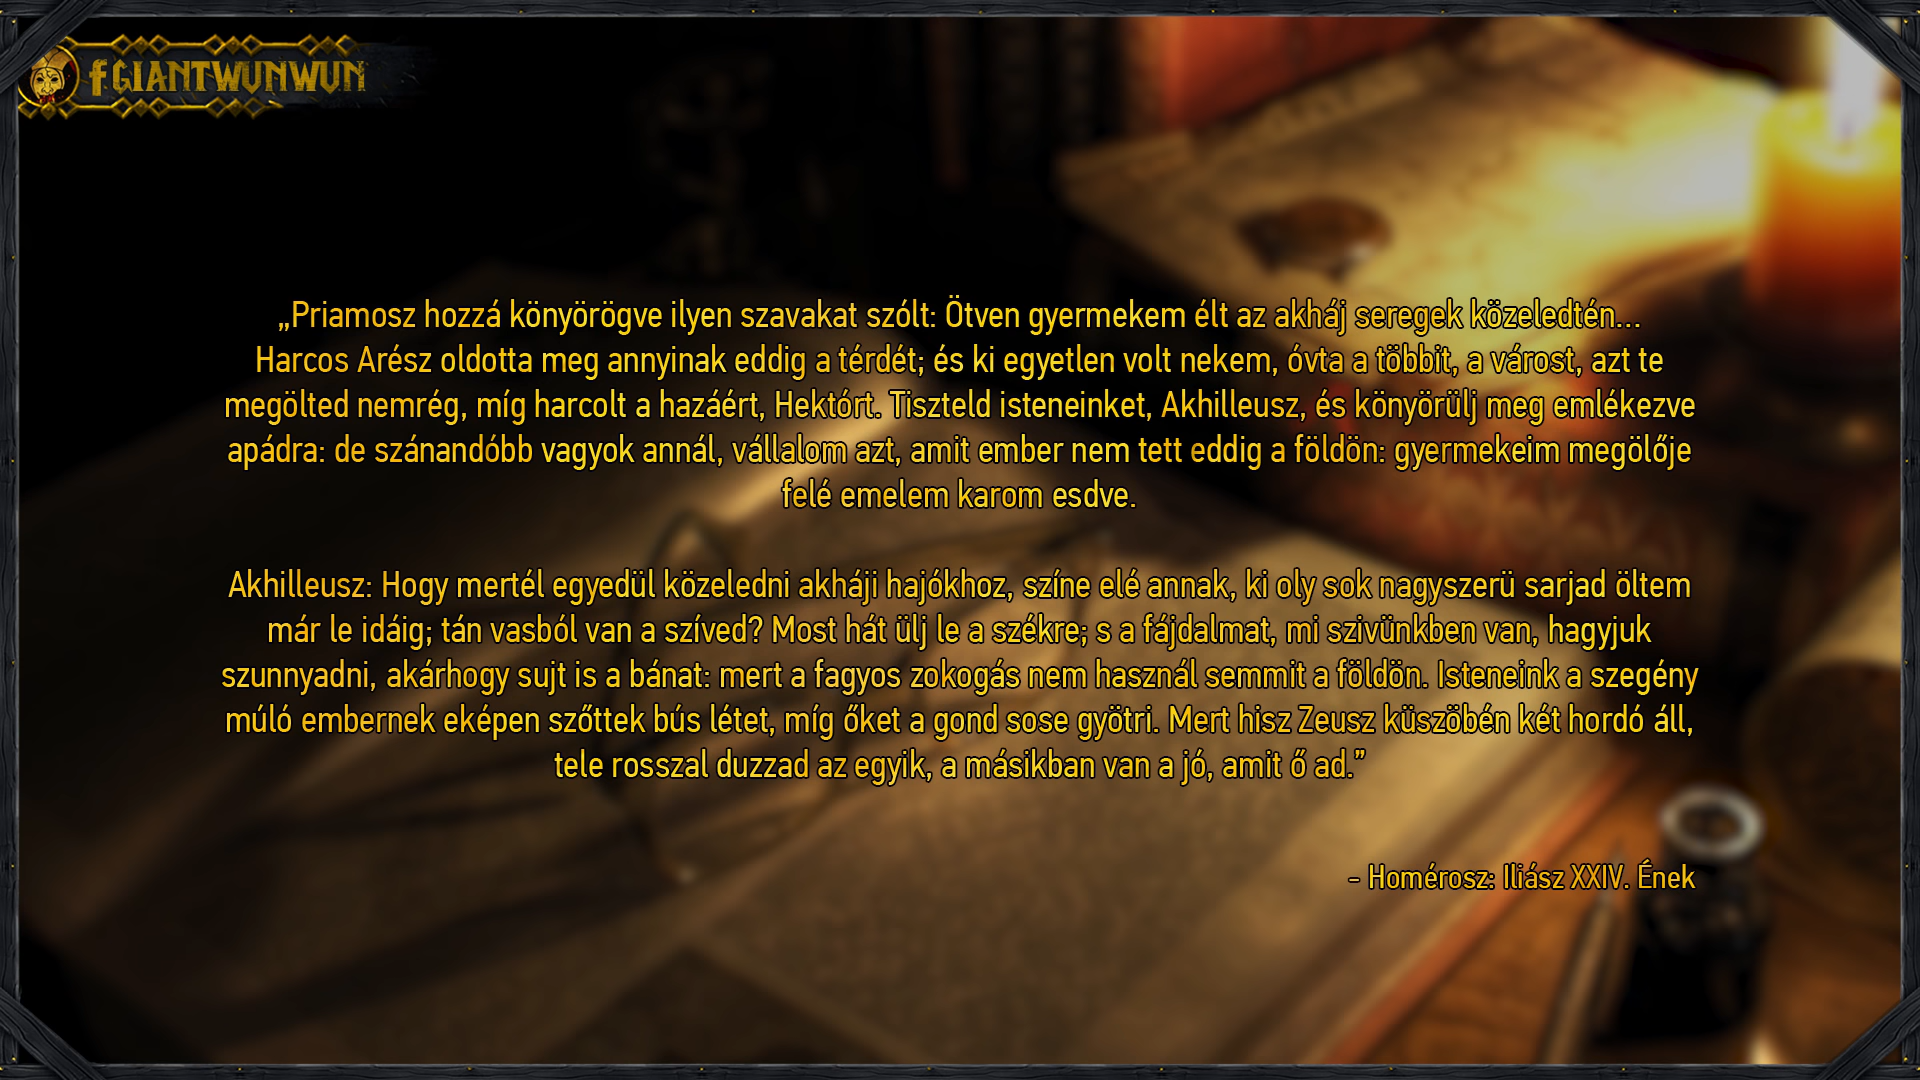 fGIANTWUNWUN
„Priamosz hozzá könyörögve ilyen szavakat szólt: Ötven gyermekem élt az akháj seregek közeledtén...
Harcos Arész oldotta meg annyinak eddig a térdét; és ki egyetlen volt nekem, óvta a többit, a várost, azt te
megölted nemrég, míg harcolt a hazáért, Hektórt. Tiszteld isteneinket, Akhilleusz, és könyörülj meg emlékezve
apádra: de szánandóbb vagyok annál, vállalom azt, amit ember nem tett eddig a földön: gyermekeim megölője
felé emelem karom esdve.
Akhilleusz: Hogy mertél egyedül közeledni akháji hajókhoz, színe elé annak, ki oly sok nagyszerü sarjad öltem
már le idáig; tán vasból van a szíved? Most hát ülj le a székre; s a fájdalmat, mi szivünkben van, hagyjuk
szunnyadni, akárhogy sujt is a bánat: mert a fagyos zokogás nem használ semmit a földön. Isteneink a szegény
múló embernek eképen szőttek bús létet, míg őket a gond sose gyötri. Mert hisz Zeusz küszöbén két hordó áll,
tele rosszal duzzad az egyik, a másikban van a jó, amit ő ad.”
- Homérosz: Iliász XXIV. Ének